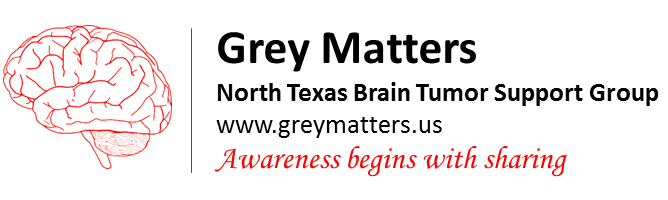 Grey Matters
North Texas Brain Tumor Support Group
www.greymatters.us
Awareness begins with sharing